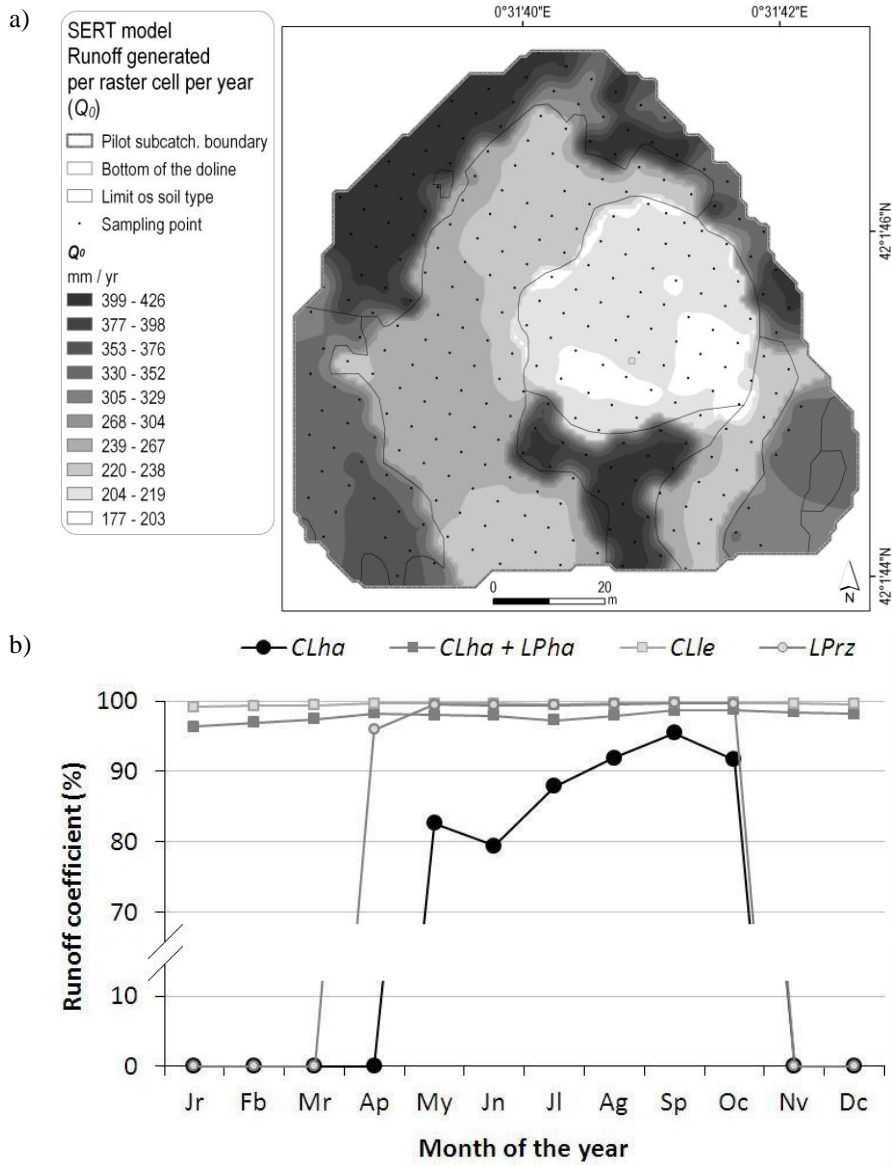 a)
0°31'40"E
0°31'42"E
SERT model
Runoff generated
per raster cell per year
(Q0)
Pilot subcatch. boundary
Bottom of the doline
Limit os soil type
Sampling point
Q0
mm / yr
399 - 426
377 - 398
353 - 376
330 - 352
305 - 329
268 - 304
239 - 267
220 - 238
204 - 219
177 - 203
42°1'46"N
42°1'44"N
0
20
m
N
b)
CLha
CLha + LPha
CLle
LPrz
Runoff coefficient (%)
100
90
80
70
10
0
Jr Fb Mr Ap My Jn Jl Ag Sp Oc Nv Dc
Month of the year